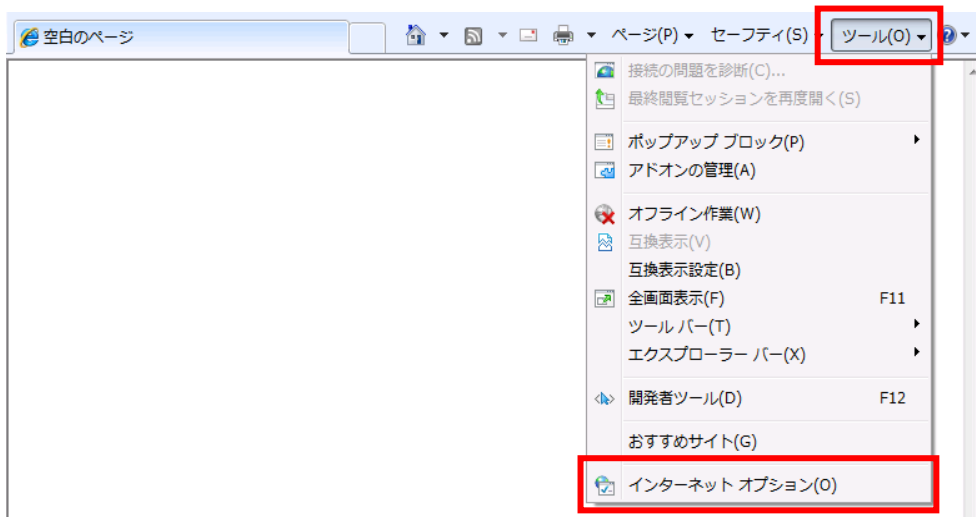 空白のページ
ページ(P) セーフティ(S) ツール(O)
接続の問題を診断(C)...
最終閲覧セッションを再度開く(S)
ポップアップ ブロック(P)
アドオンの管理(A)
オフライン作業(W)
互換表示(V)
互換表示設定(B)
全画面表示(F) F11
ツール バー(T)
エクスプローラー バー(X)
開発者ツール(D) F12
おすすめサイト(G)
インターネット オプション(O)